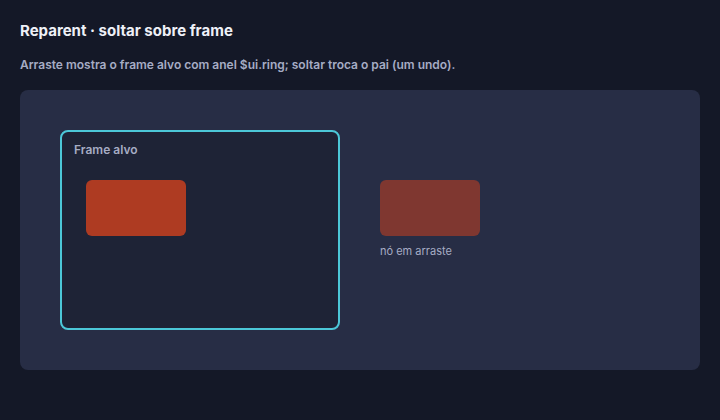 Reparent · soltar sobre frame
Arraste mostra o frame alvo com anel $ui.ring; soltar troca o pai (um undo).
Frame alvo
nó em arraste